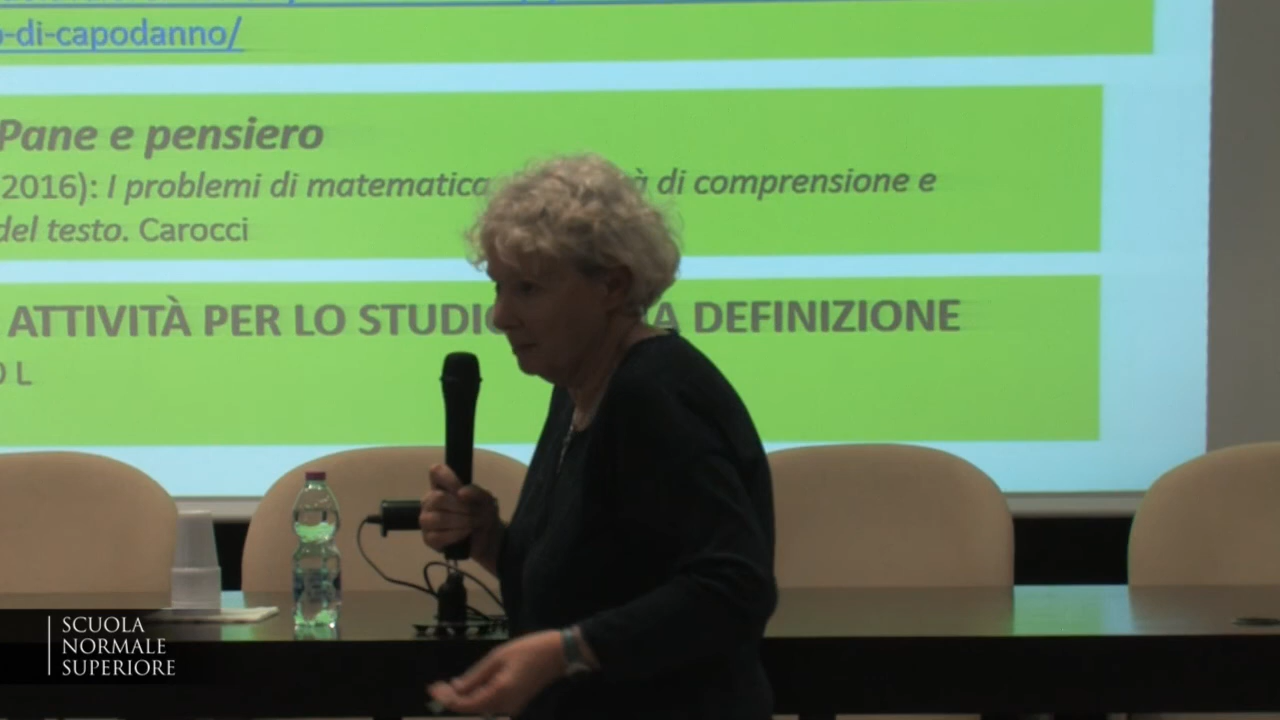 -di-capodanno/
Pane e pensiero
2016): I problemi di matematica di comprensione e
del testo. Carocci
ATTIVITÀ PER LO STUDIO A DEFINIZIONE
L
SCUOLA
NORMALE
SUPERIORE